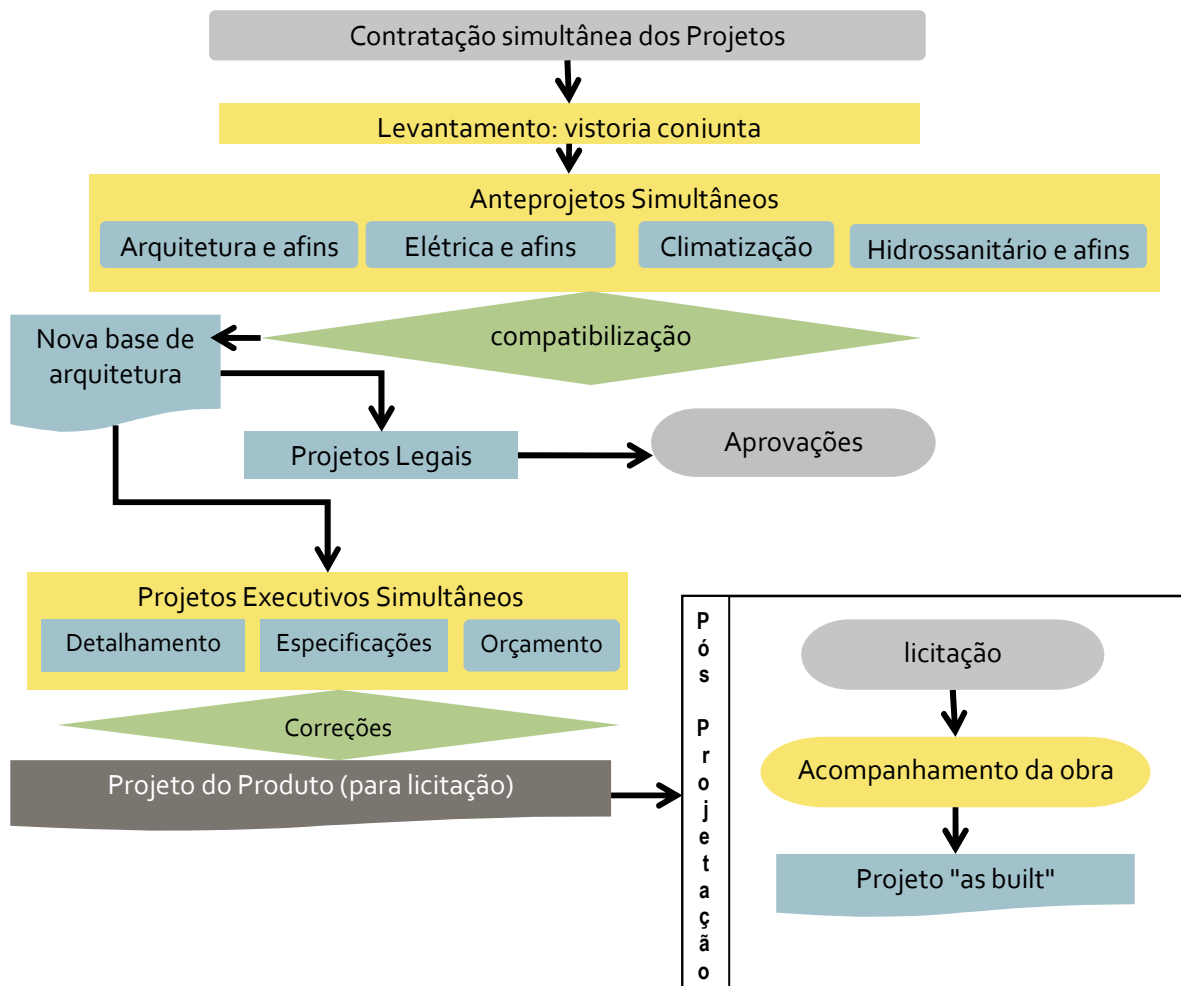 Contratação simultânea dos Projetos
Levantamento: vistoria conjunta
Anteprojetos Simultâneos
Arquitetura e afins
Elétrica e afins
Climatização
Hidrossanitário e afins
compatibilização
Nova base de
arquitetura
Projetos Legais
Aprovações
Projetos Executivos Simultâneos
Detalhamento
Especificações
Orçamento
Correções
Projeto do Produto (para licitação)
Pós Projetação
licitação
Acompanhamento da obra
Projeto "as built"